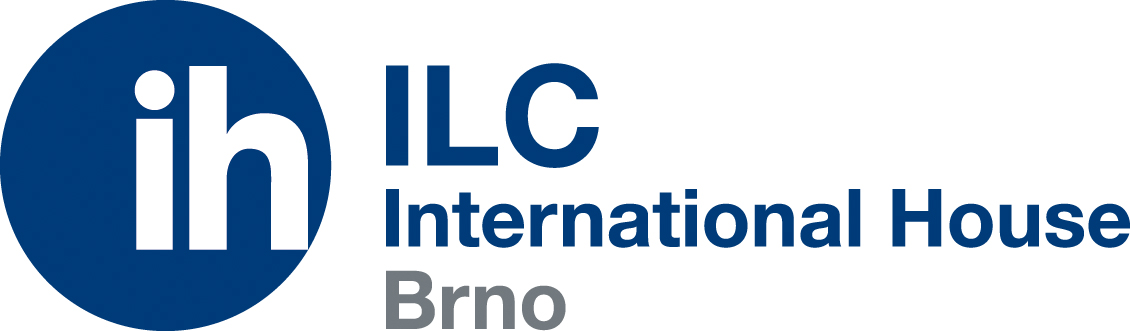 ih
ILC
International House
Brno